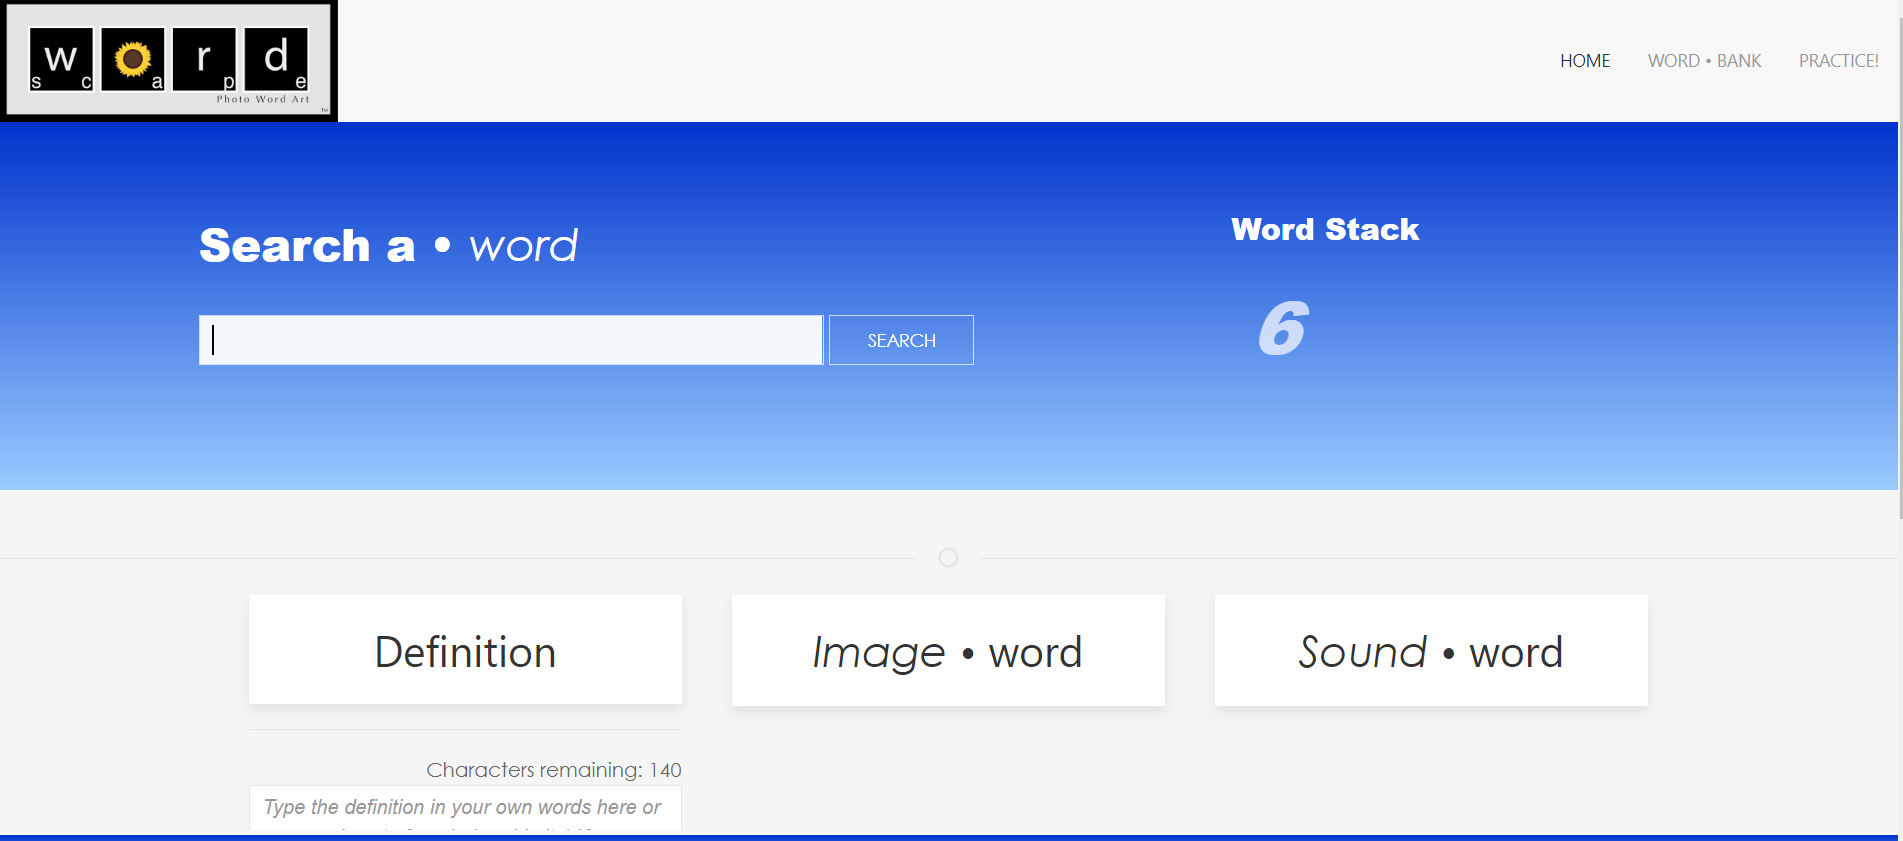 w r d
s c a p e
Photo Word Art
TM
HOME WORD • BANK PRACTICE!
Search a • word
SEARCH
Word Stack
6
Definition
Image • word
Sound • word
Characters remaining: 140
Type the definition in your own words here or